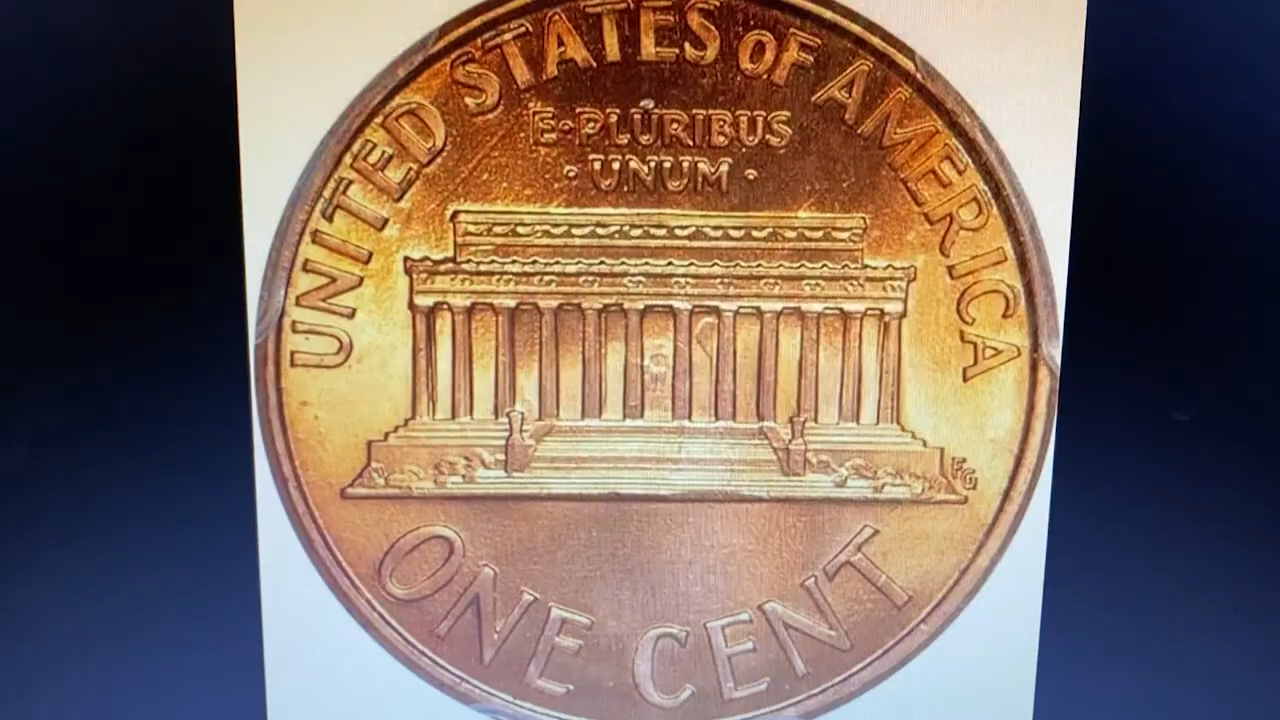 UNITED STATES OF AMERICA
E·PLURIBUS
·UNUM·
FG
ONE CENT